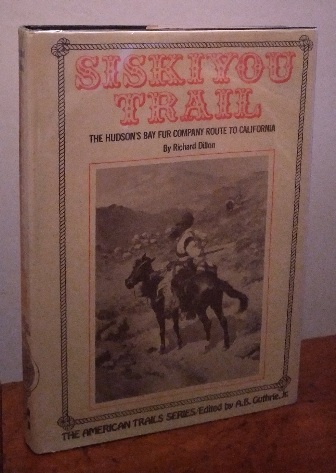 SISKIYOU
TRAIL
THE HUDSON'S BAY FUR COMPANY ROUTE TO CALIFORNIA
By Richard Dillon
THE AMERICAN TRAILS SERIES/Edited by A.B. Guthrie, Jr.